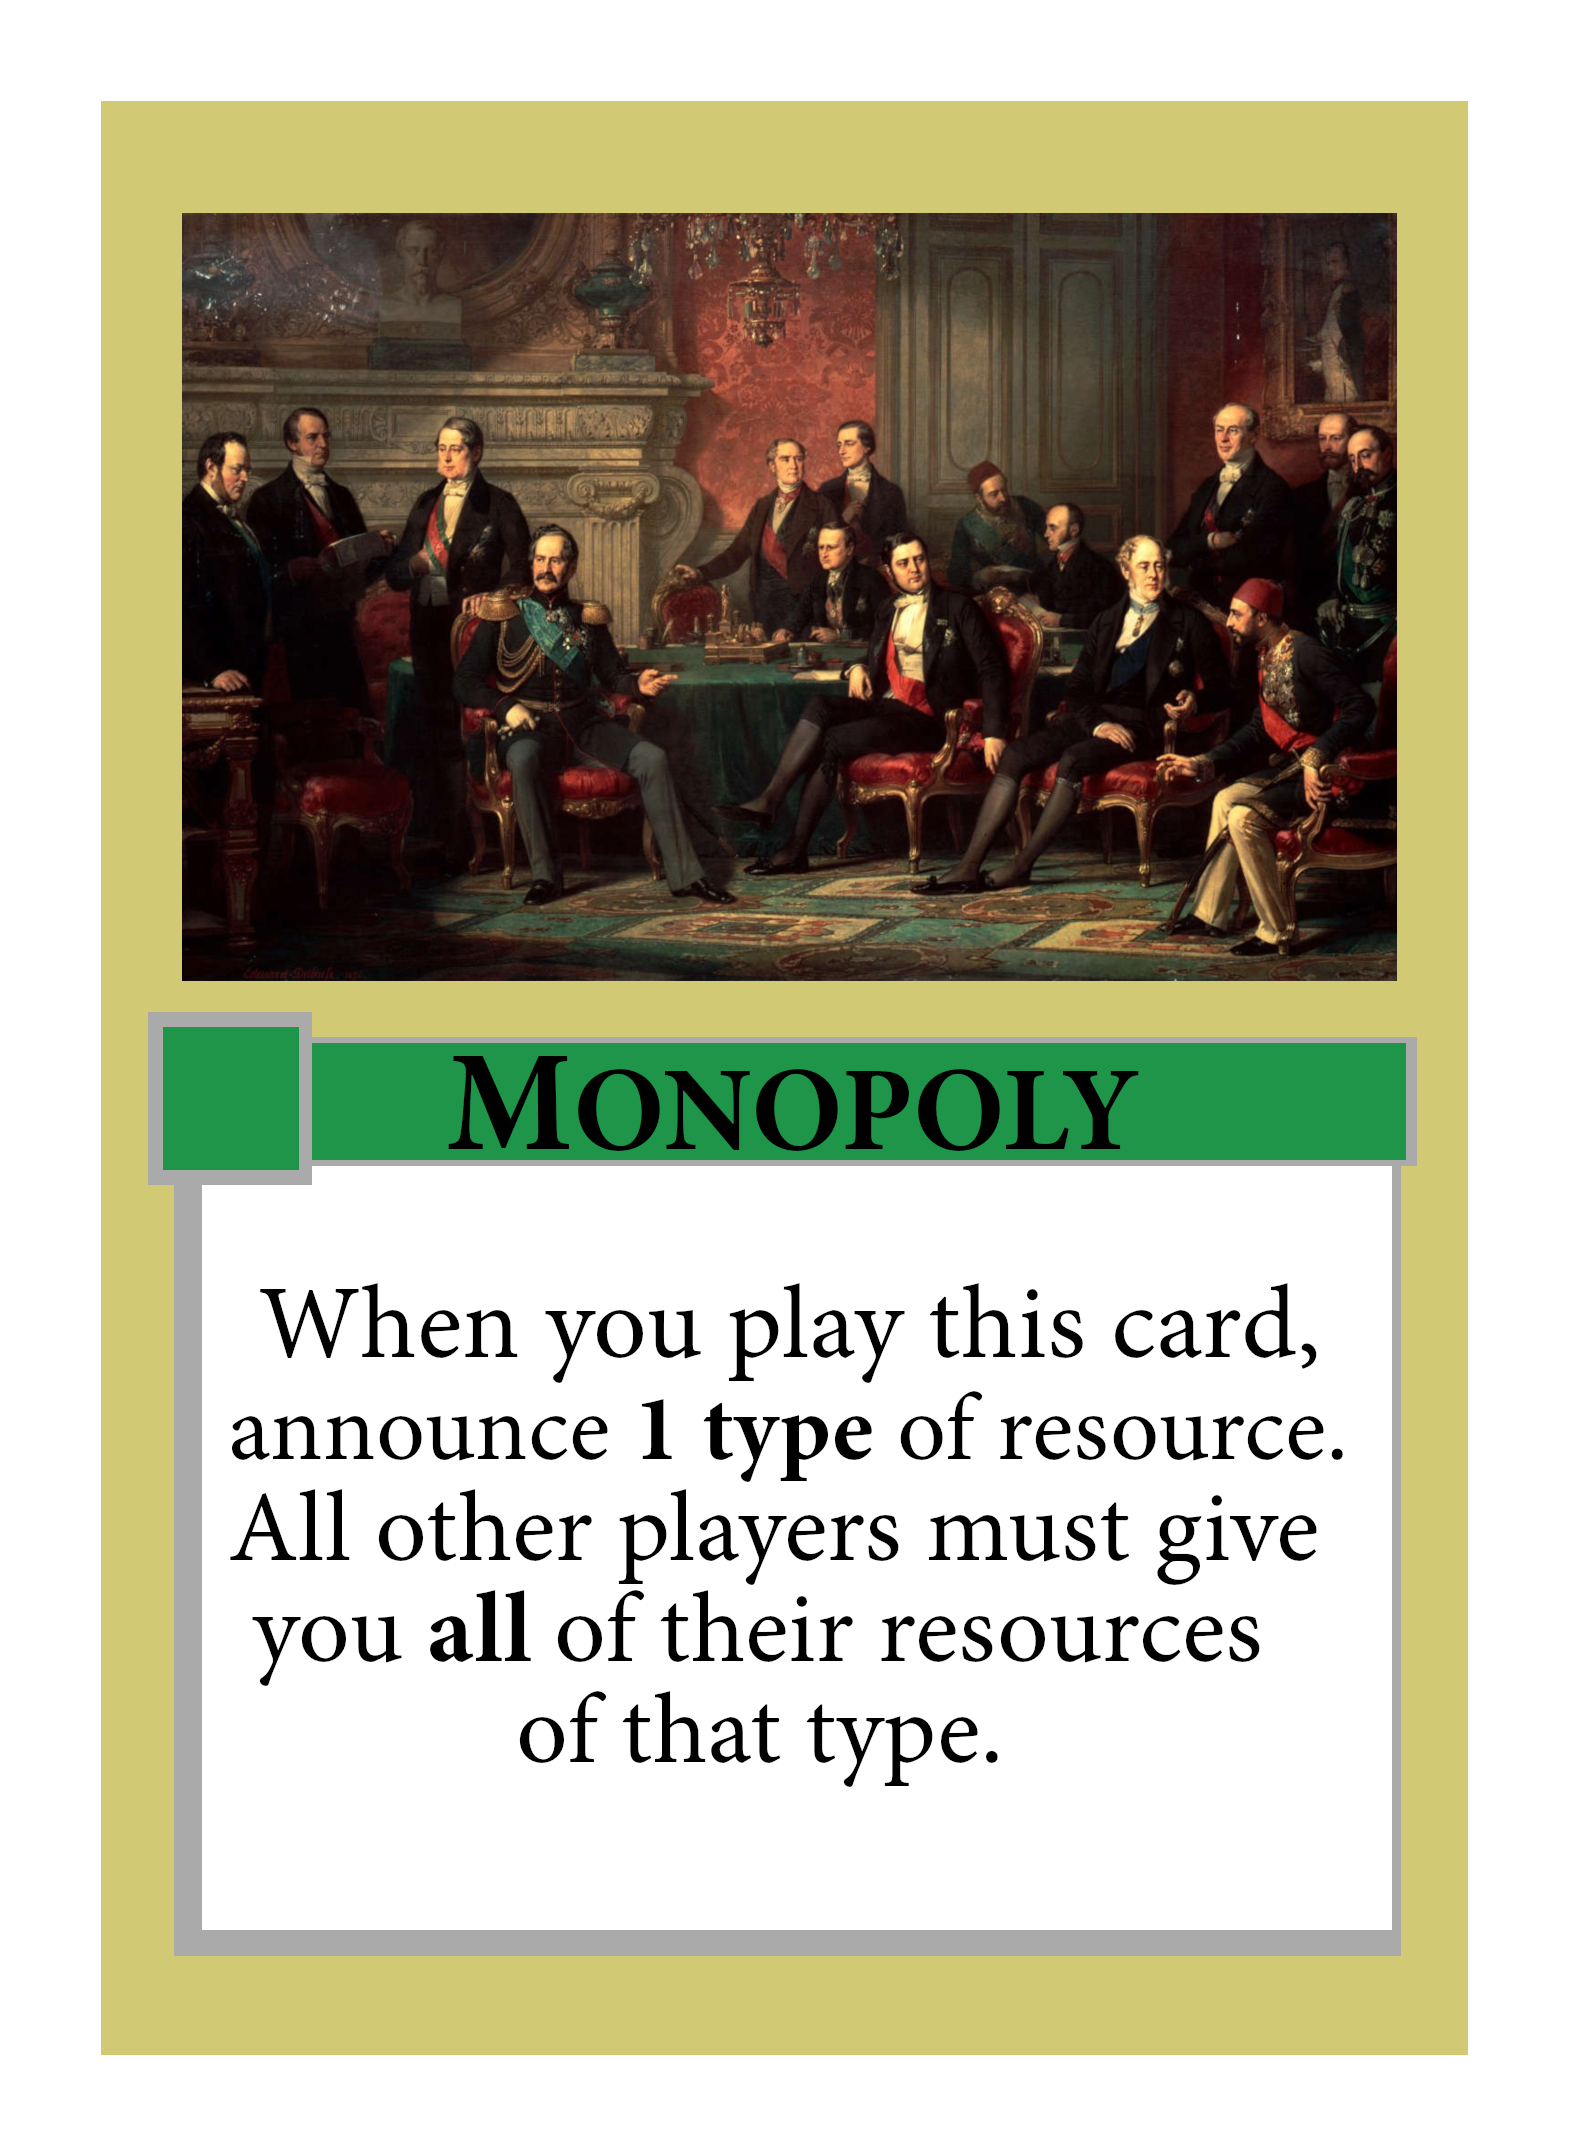 MONOPOLY
When you play this card,
announce 1 type of resource.
All other players must give
you all of their resources
of that type.